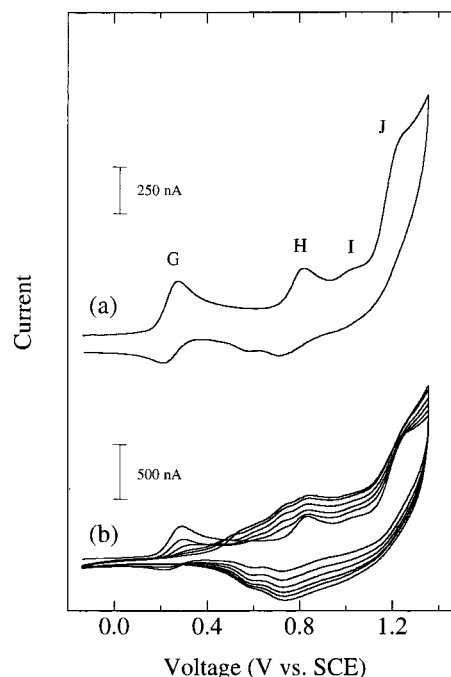 J
250 nA
G
H
I
(a)
Current
500 nA
(b)
0.0 0.4 0.8 1.2
Voltage (V vs. SCE)